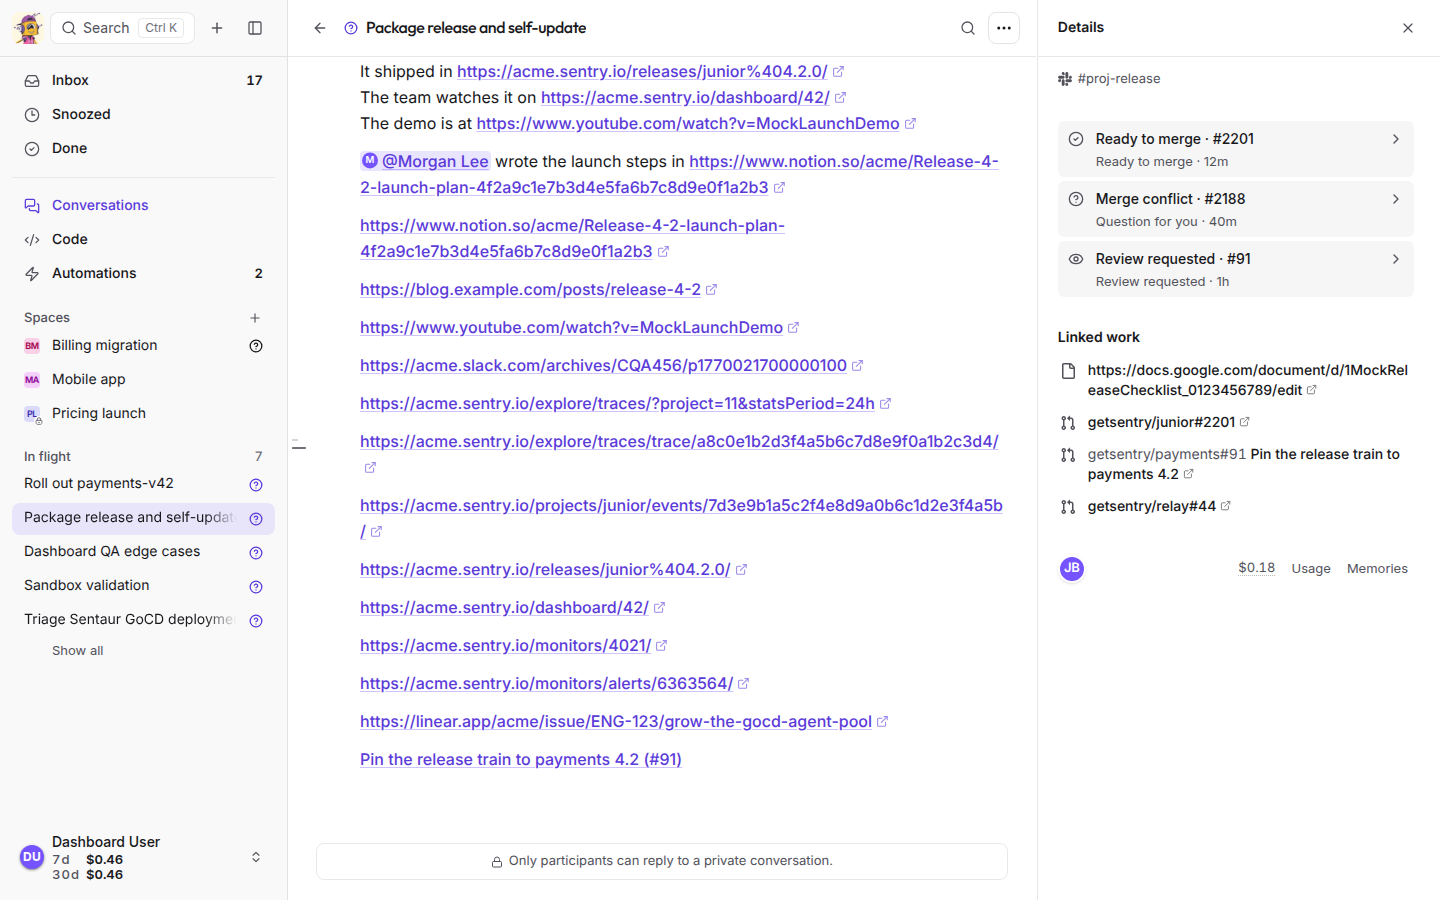 Search Ctrl K
Inbox 17
Snoozed
Done
Conversations
Code
Automations 2
Spaces
BM Billing migration
MA Mobile app
PL Pricing launch
In flight 7
Roll out payments-v42
Package release and self-updat
Dashboard QA edge cases
Sandbox validation
Triage Sentaur GoCD deployme
Show all
DU Dashboard User
7d $0.46
30d $0.46
Package release and self-update
It shipped in https://acme.sentry.io/releases/junior%404.2.0/
The team watches it on https://acme.sentry.io/dashboard/42/
The demo is at https://www.youtube.com/watch?v=MockLaunchDemo
M @Morgan Lee wrote the launch steps in https://www.notion.so/acme/Release-4-
2-launch-plan-4f2a9c1e7b3d4e5fa6b7c8d9e0f1a2b3
https://www.notion.so/acme/Release-4-2-launch-plan-
4f2a9c1e7b3d4e5fa6b7c8d9e0f1a2b3
https://blog.example.com/posts/release-4-2
https://www.youtube.com/watch?v=MockLaunchDemo
https://acme.slack.com/archives/CQA456/p1770021700000100
https://acme.sentry.io/explore/traces/?project=11&statsPeriod=24h
https://acme.sentry.io/explore/traces/trace/a8c0e1b2d3f4a5b6c7d8e9f0a1b2c3d4/
https://acme.sentry.io/projects/junior/events/7d3e9b1a5c2f4e8d9a0b6c1d2e3f4a5b
/
https://acme.sentry.io/releases/junior%404.2.0/
https://acme.sentry.io/dashboard/42/
https://acme.sentry.io/monitors/4021/
https://acme.sentry.io/monitors/alerts/6363564/
https://linear.app/acme/issue/ENG-123/grow-the-gocd-agent-pool
Pin the release train to payments 4.2 (#91)
Only participants can reply to a private conversation.
Details
#proj-release
Ready to merge · #2201
Ready to merge · 12m
Merge conflict · #2188
Question for you · 40m
Review requested · #91
Review requested · 1h
Linked work
https://docs.google.com/document/d/1MockRel
easeChecklist_0123456789/edit
getsentry/junior#2201
getsentry/payments#91 Pin the release train to
payments 4.2
getsentry/relay#44
JB $0.18 Usage Memories